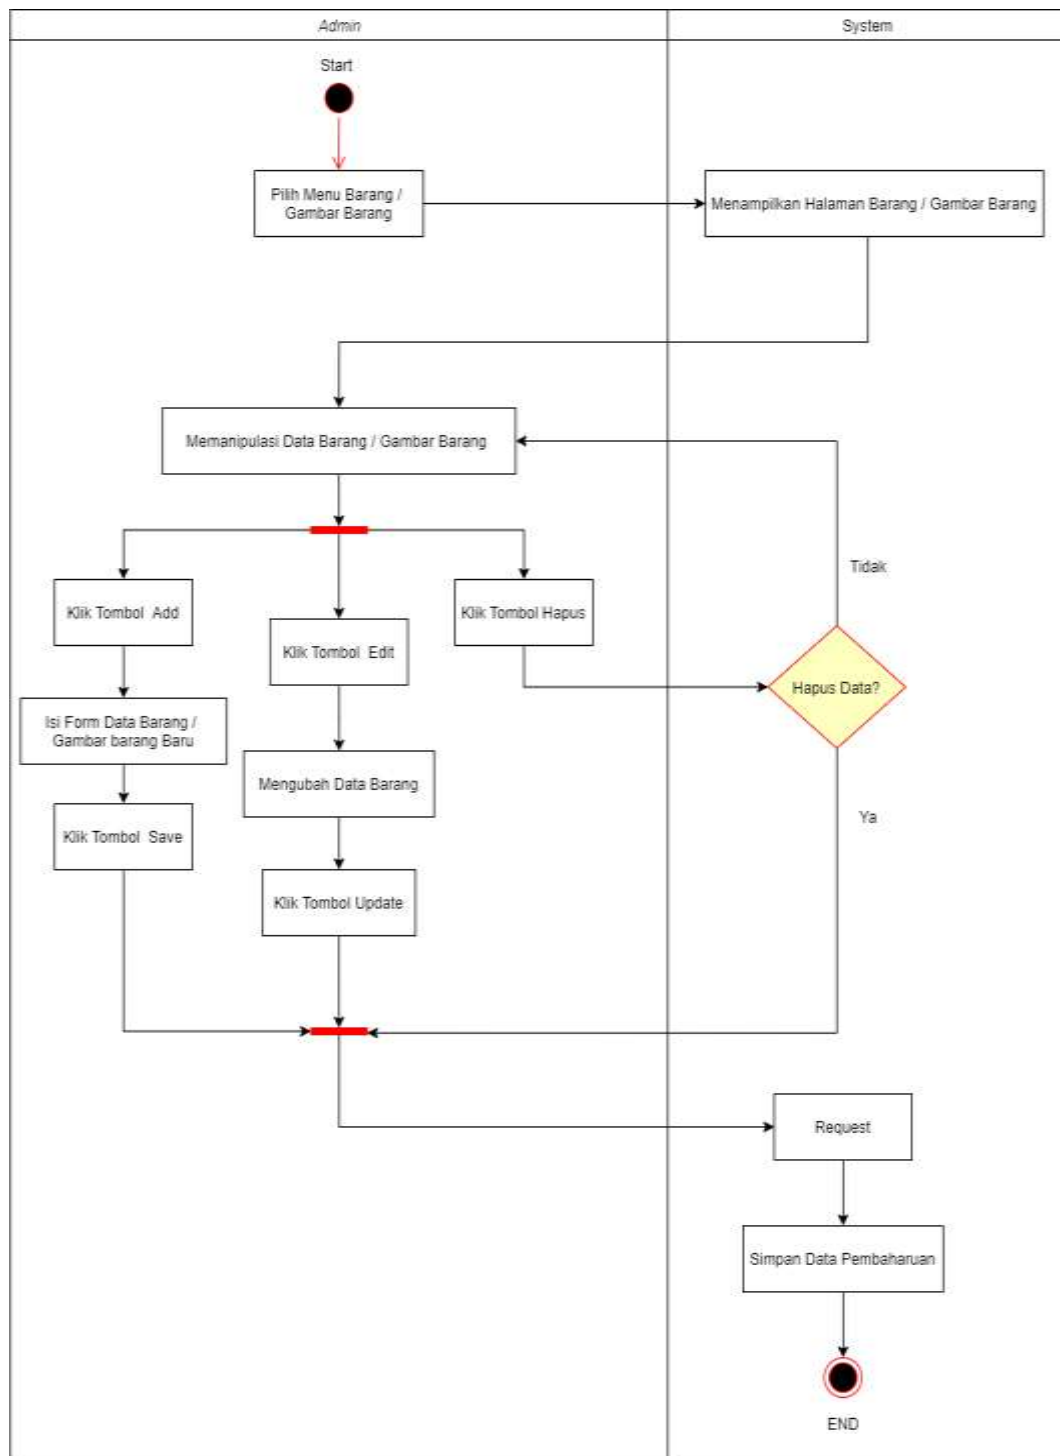 Admin
System
Start
Pilih Menu Barang /
Gambar Barang
Menampilkan Halaman Barang / Gambar Barang
Memanipulasi Data Barang / Gambar Barang
Tidak
Klik Tombol Add
Klik Tombol Hapus
Klik Tombol Edit
Hapus Data?
Isi Form Data Barang /
Gambar barang Baru
Mengubah Data Barang
Ya
Klik Tombol Save
Klik Tombol Update
Request
Simpan Data Pembaharuan
END